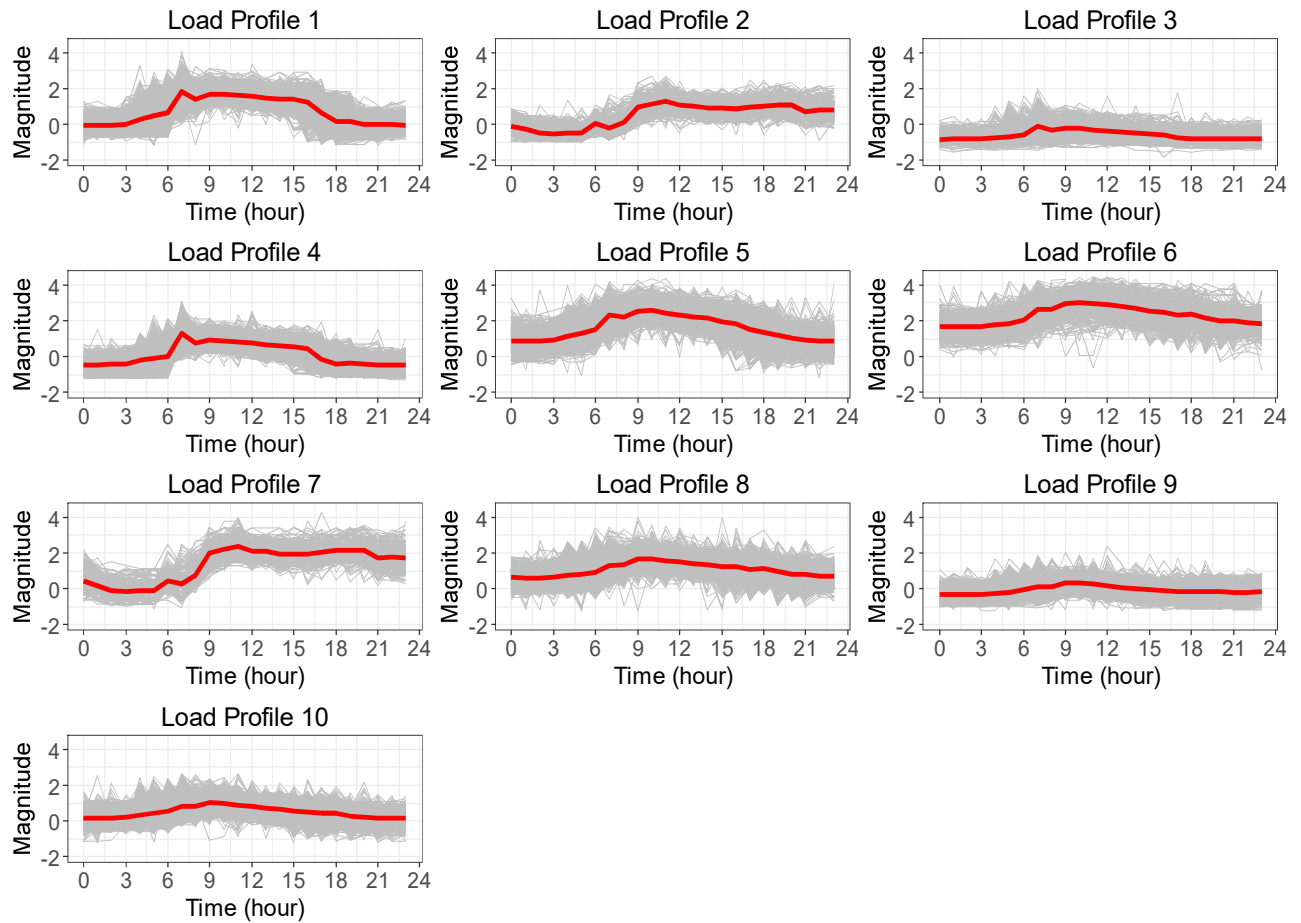 Load Profile 1
Magnitude
4
2
0
-2
0 3 6 9 12 15 18 21 24
Time (hour)
Load Profile 2
Magnitude
4
2
0
-2
0 3 6 9 12 15 18 21 24
Time (hour)
Load Profile 3
Magnitude
4
2
0
-2
0 3 6 9 12 15 18 21 24
Time (hour)
Load Profile 4
Magnitude
4
2
0
-2
0 3 6 9 12 15 18 21 24
Time (hour)
Load Profile 5
Magnitude
4
2
0
-2
0 3 6 9 12 15 18 21 24
Time (hour)
Load Profile 6
Magnitude
4
2
0
-2
0 3 6 9 12 15 18 21 24
Time (hour)
Load Profile 7
Magnitude
4
2
0
-2
0 3 6 9 12 15 18 21 24
Time (hour)
Load Profile 8
Magnitude
4
2
0
-2
0 3 6 9 12 15 18 21 24
Time (hour)
Load Profile 9
Magnitude
4
2
0
-2
0 3 6 9 12 15 18 21 24
Time (hour)
Load Profile 10
Magnitude
4
2
0
-2
0 3 6 9 12 15 18 21 24
Time (hour)